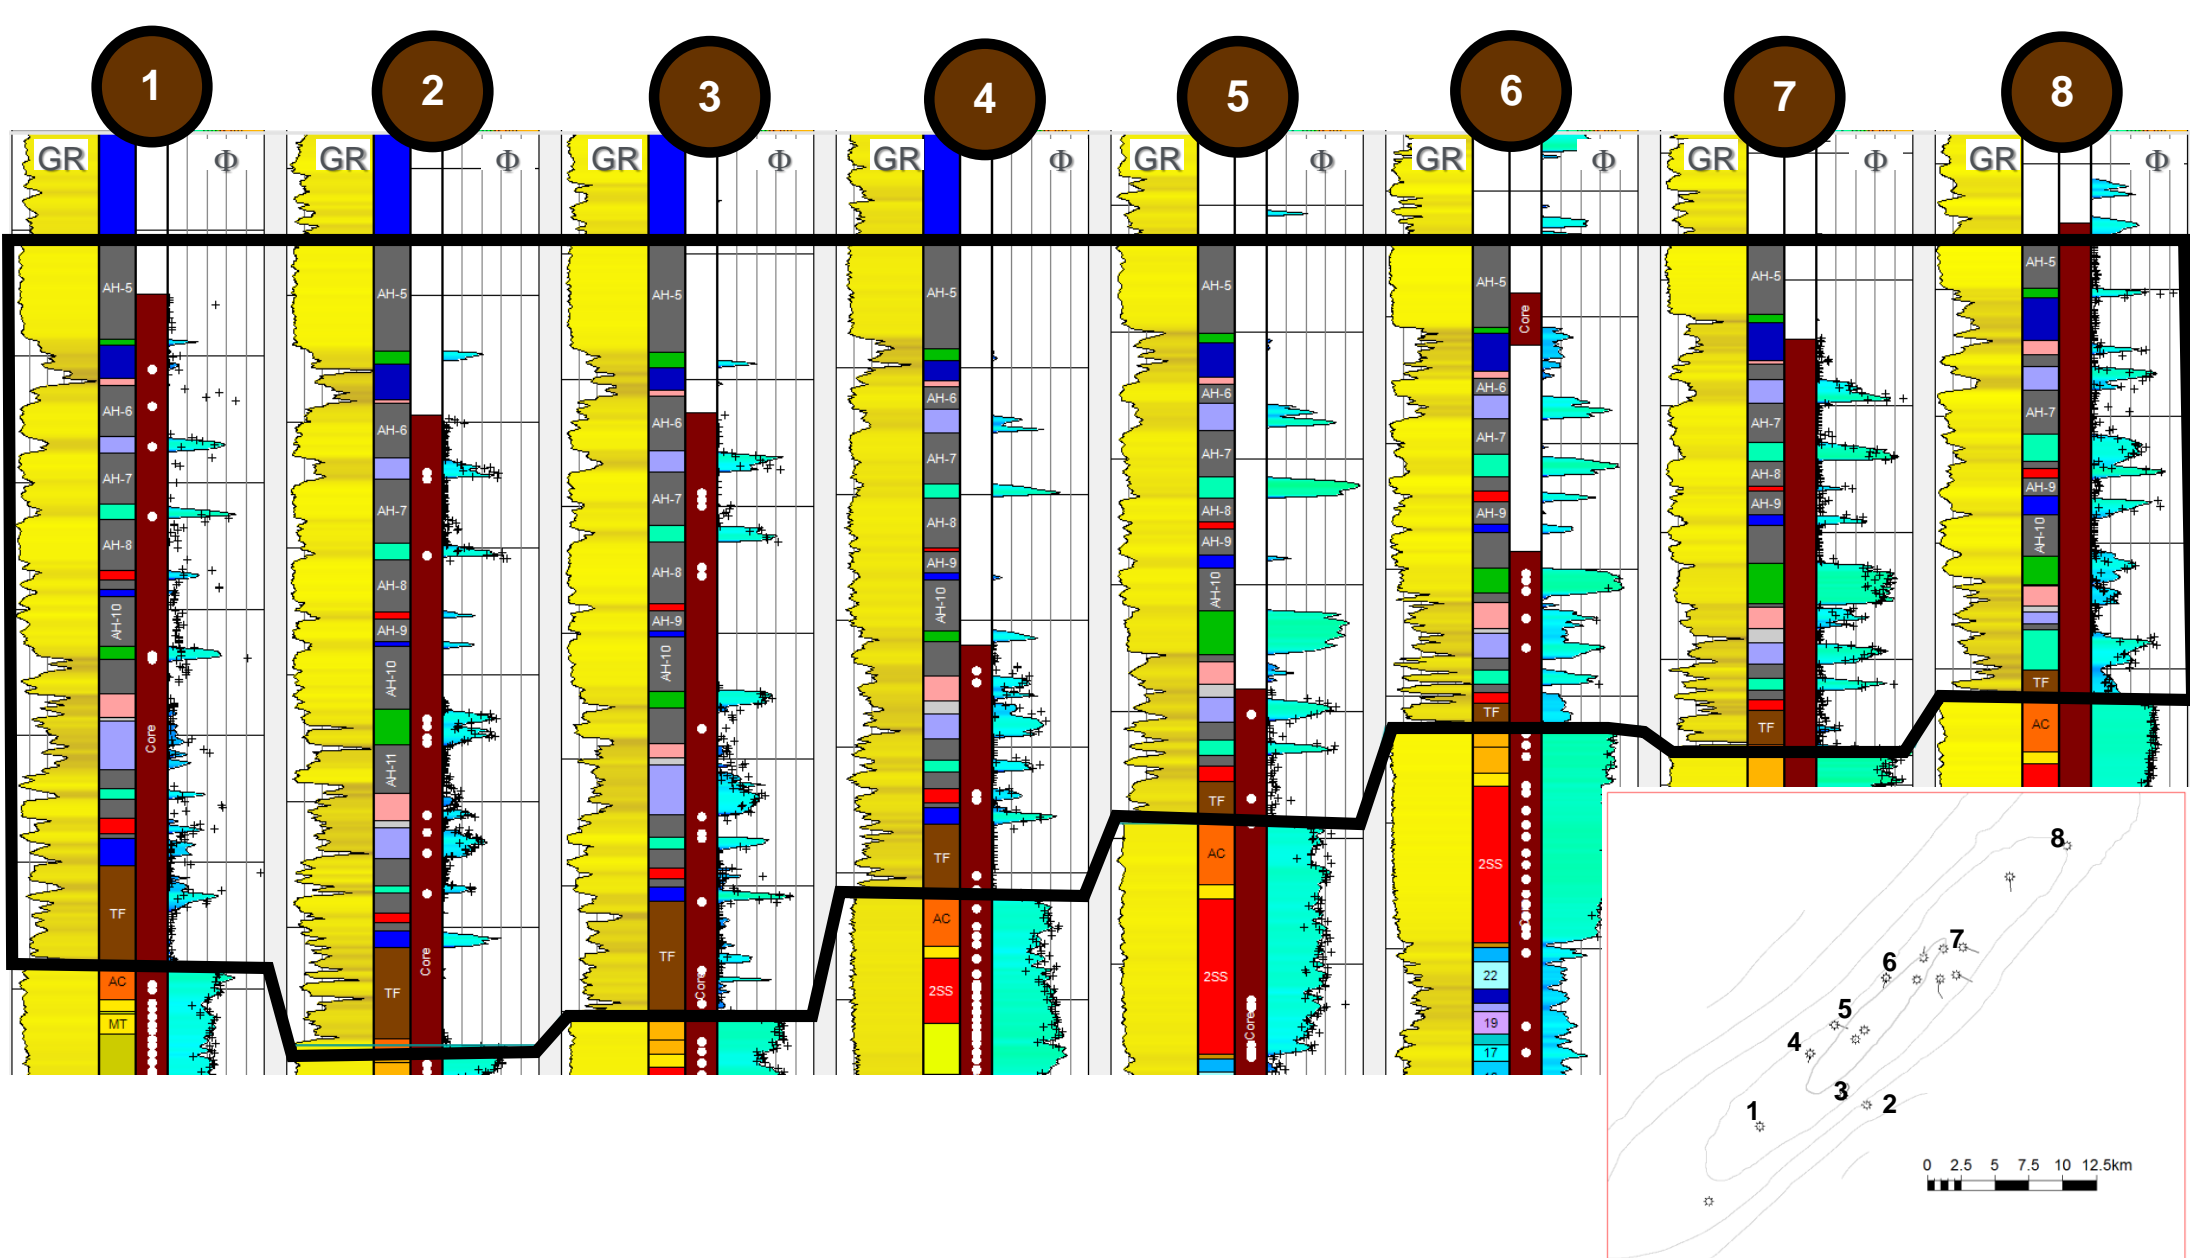 1 2 3 4 5 6 7 8
GR Φ GR Φ GR Φ GR Φ GR Φ GR Φ GR Φ GR Φ
AH-5
AH-6
AH-7
AH-8
AH-10
Core
TF
AC
MT
AH-5
AH-6
AH-7
AH-8
AH-9
AH-10
AH-11
TF
Core
AH-5
AH-6
AH-7
AH-8
AH-9
AH-10
TF
Core
AH-5
AH-6
AH-7
AH-8
AH-9
AH-10
TF
AC
2SS
AH-5
AH-6
AH-7
AH-8
AH-9
AH-10
TF
AC
2SS
Core
AH-5
Core
AH-6
AH-7
AH-9
TF
2SS
22
19
17
AH-5
AH-7
AH-8
AH-9
TF
AH-5
AH-7
AH-9
AH-10
TF
AC
8
7
6
5
4
3
2
1
0 2.5 5 7.5 10 12.5km